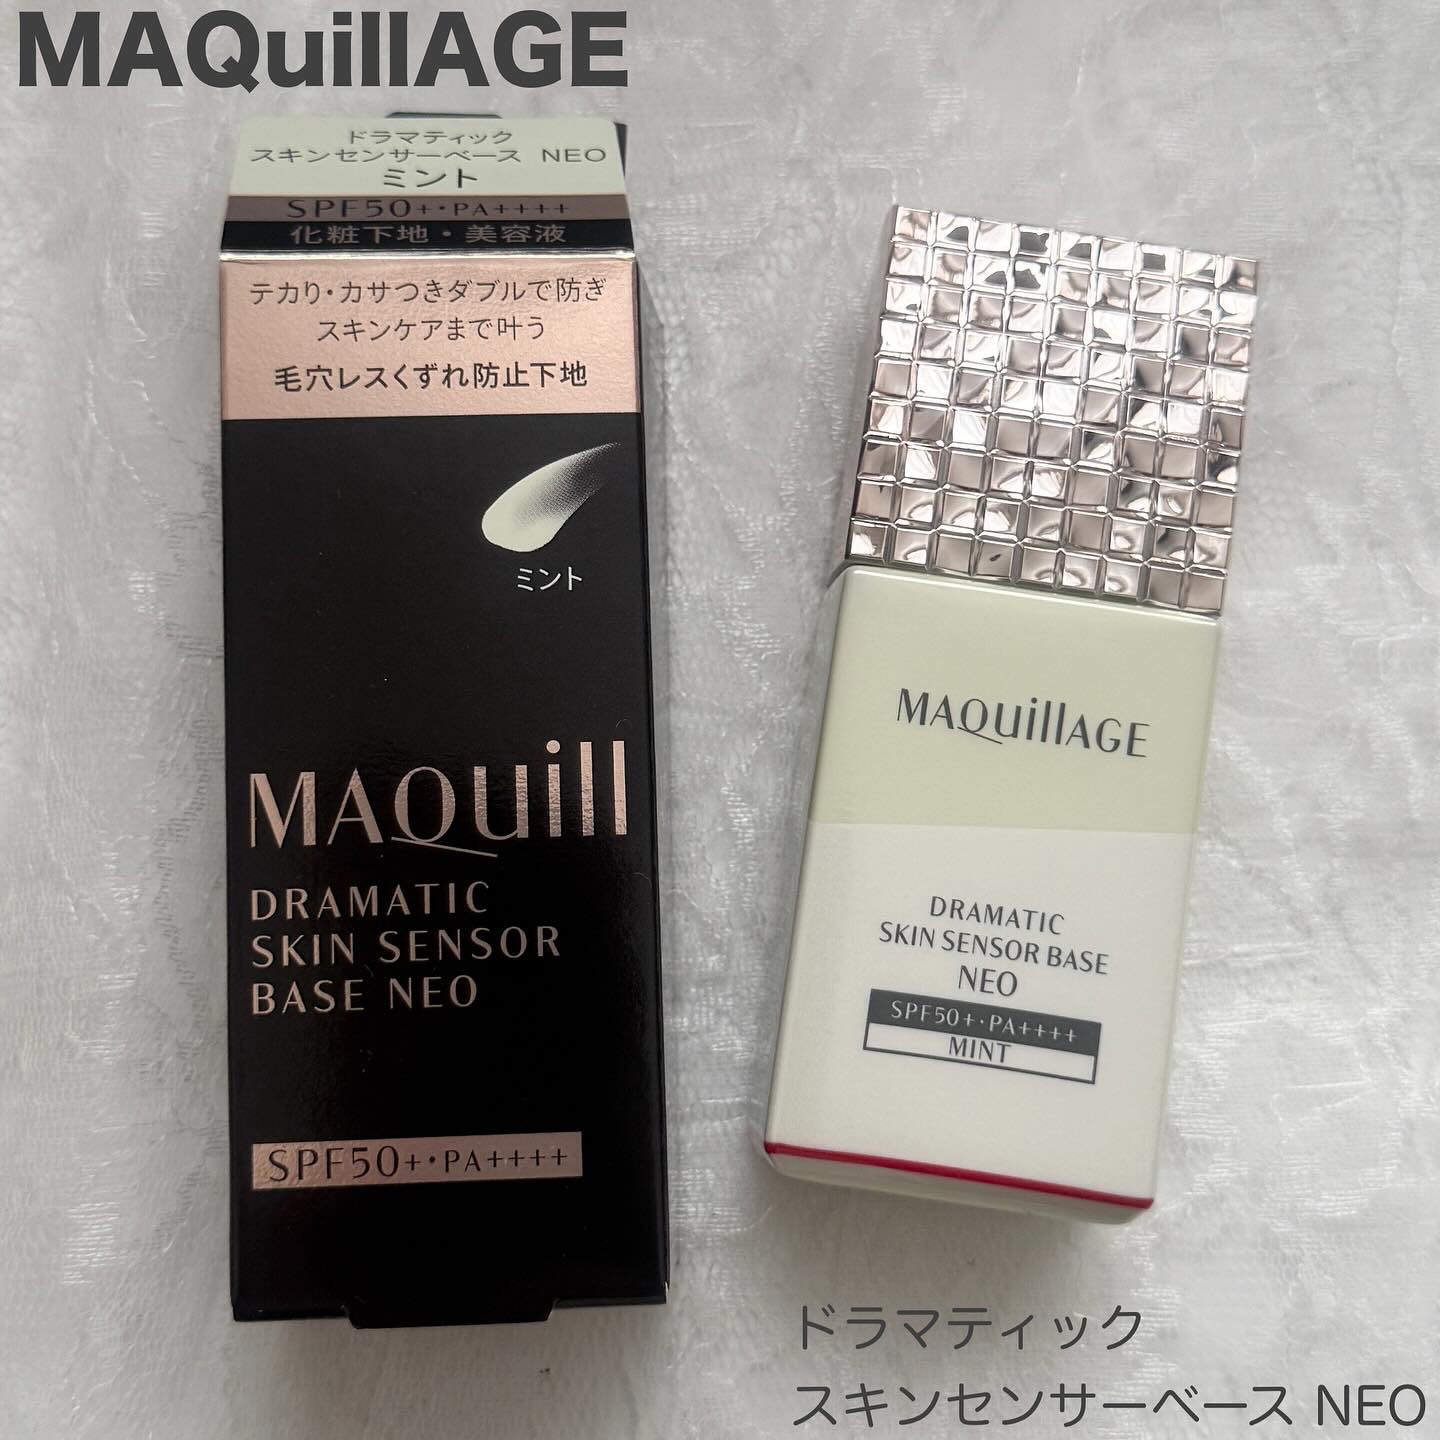 MAQuillAGE
ドラマティック
スキンセンサーベース NEO
ミント
SPF50+・PA++++
化粧下地・美容液
テカり・カサつきダブルで防ぎ
スキンケアまで叶う
毛穴レスくずれ防止下地
ミント
MAQuill
DRAMATIC
SKIN SENSOR
BASE NEO
SPF50+・PA++++
MAQuillAGE
DRAMATIC
SKIN SENSOR BASE
NEO
SPF50+・PA++++
MINT
ドラマティック
スキンセンサーベース NEO